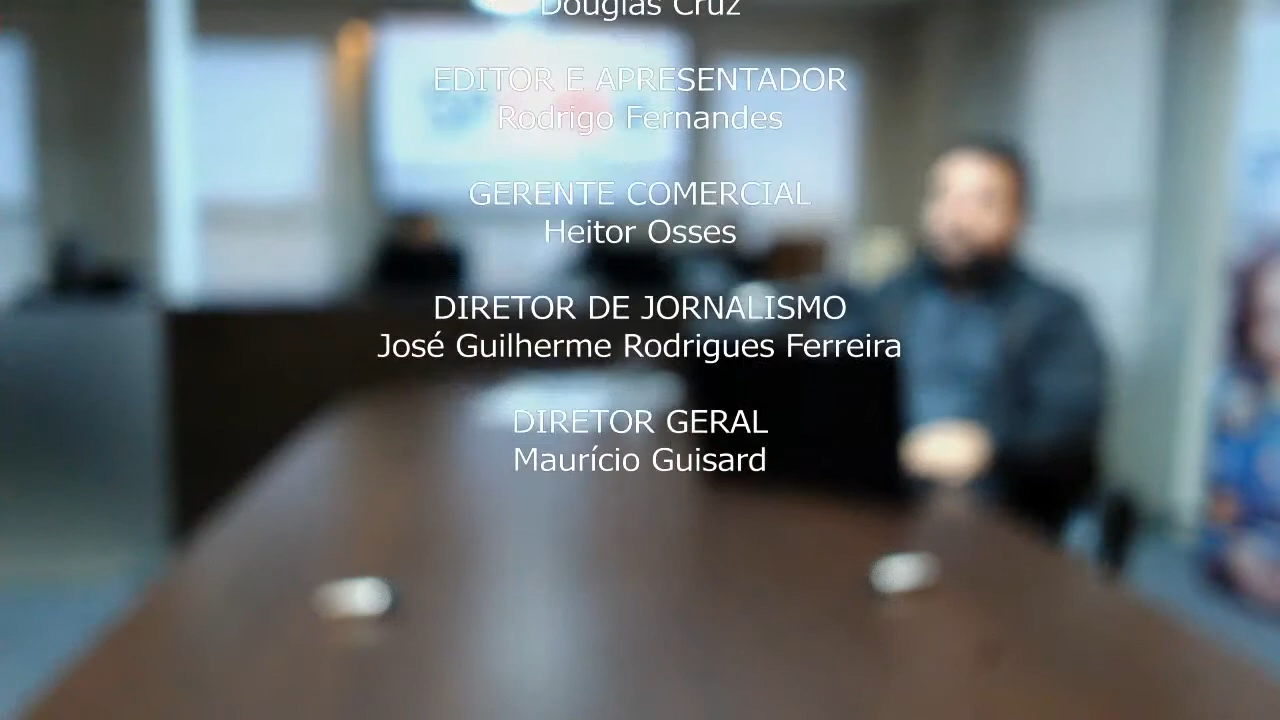 Douglas Cruz
EDITOR E APRESENTADOR
Rodrigo Fernandes
GERENTE COMERCIAL
Heitor Osses
DIRETOR DE JORNALISMO
José Guilherme Rodrigues Ferreira
DIRETOR GERAL
Maurício Guisard